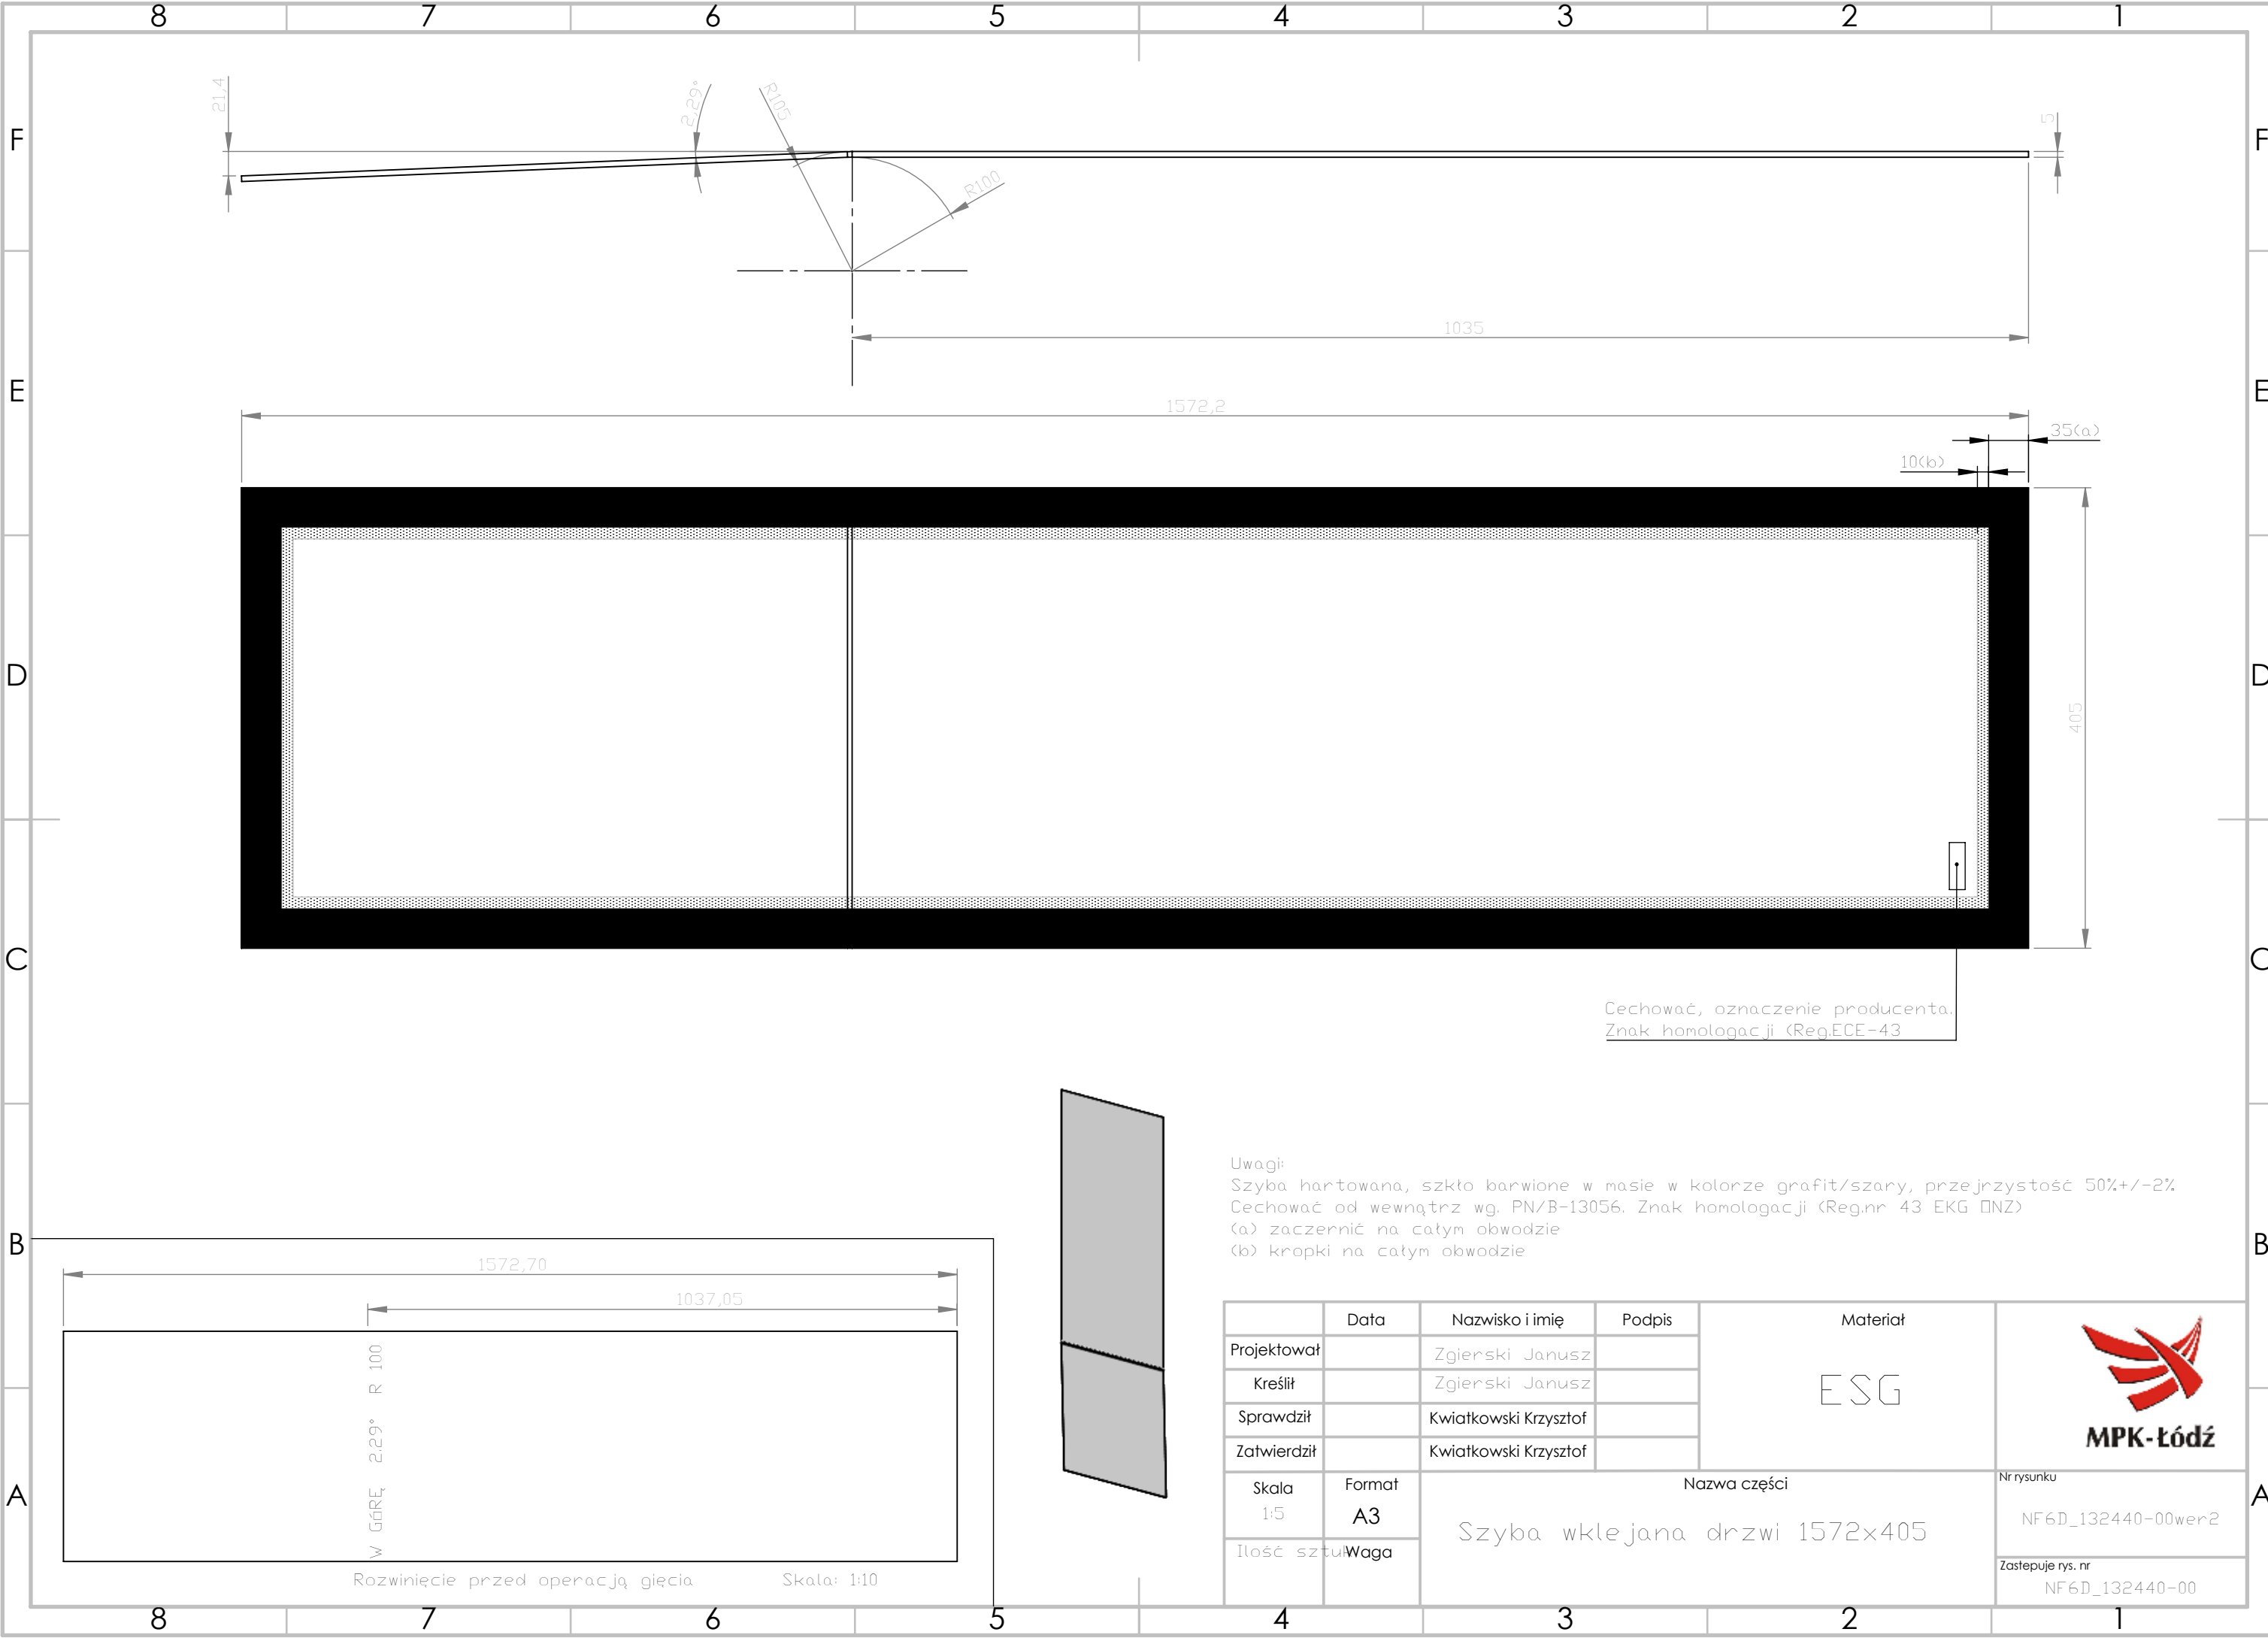 8 7 6 5 4 3 2 1
F F
E E
D D
C C
B B
A A
21,4
2,29°
R105
R100
5
1035
1572,2
35(a)
10(b)
405
Cechować, oznaczenie producenta.
Znak homologacji (Reg.ECE-43
Uwagi:
Szyba hartowana, szkło barwione w masie w kolorze grafit/szary, przejrzystość 50%+/-2%
Cechować od wewnątrz wg. PN/B-13056. Znak homologacji (Reg.nr 43 EKG □NZ)
(a) zaczernić na całym obwodzie
(b) kropki na całym obwodzie
1572,70
1037,05
W GóRĘ 2.29° R 100
Rozwinięcie przed operacją gięcia Skala: 1:10
Data Nazwisko i imię Podpis Materiał
Projektował Zgierski Janusz
Kreślił Zgierski Janusz
Sprawdził Kwiatkowski Krzysztof
Zatwierdził Kwiatkowski Krzysztof
ESG
MPK-Łódź
Skala Format Nazwa części Nr rysunku
1:5 A3 Szyba wklejana drzwi 1572x405 NF6D_132440-00wer2
Ilość sztuk Waga
Zastepuje rys. nr
NF6D_132440-00
8 7 6 5 4 3 2 1